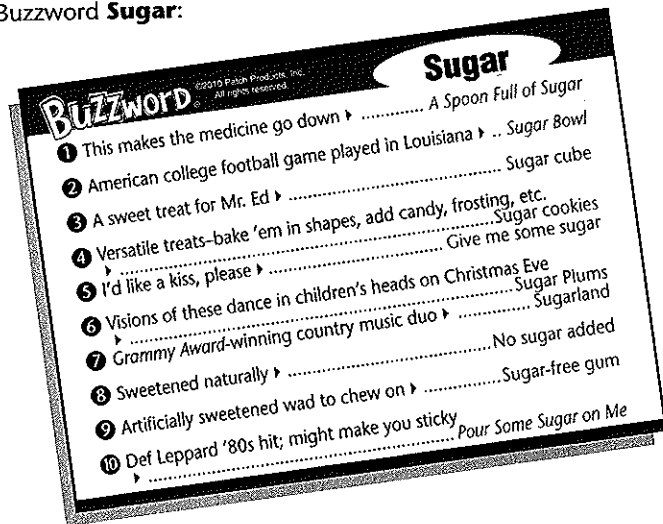 Buzzword Sugar:
BUZZWORD® ©2010 Patch Products, Inc. All rights reserved. Sugar
❶ This makes the medicine go down ▸ ............ A Spoon Full of Sugar
❷ American college football game played in Louisiana ▸ .. Sugar Bowl
❸ A sweet treat for Mr. Ed ▸ ........................................ Sugar cube
❹ Versatile treats–bake 'em in shapes, add candy, frosting, etc.
▸ ..................................................................... Sugar cookies
❺ I'd like a kiss, please ▸ ................................ Give me some sugar
❻ Visions of these dance in children's heads on Christmas Eve
▸ ......................................................................... Sugar Plums
❼ Grammy Award-winning country music duo ▸ .............. Sugarland
❽ Sweetened naturally ▸ ...................................... No sugar added
❾ Artificially sweetened wad to chew on ▸ ............... Sugar-free gum
❿ Def Leppard '80s hit; might make you sticky
▸ ........................................................ Pour Some Sugar on Me